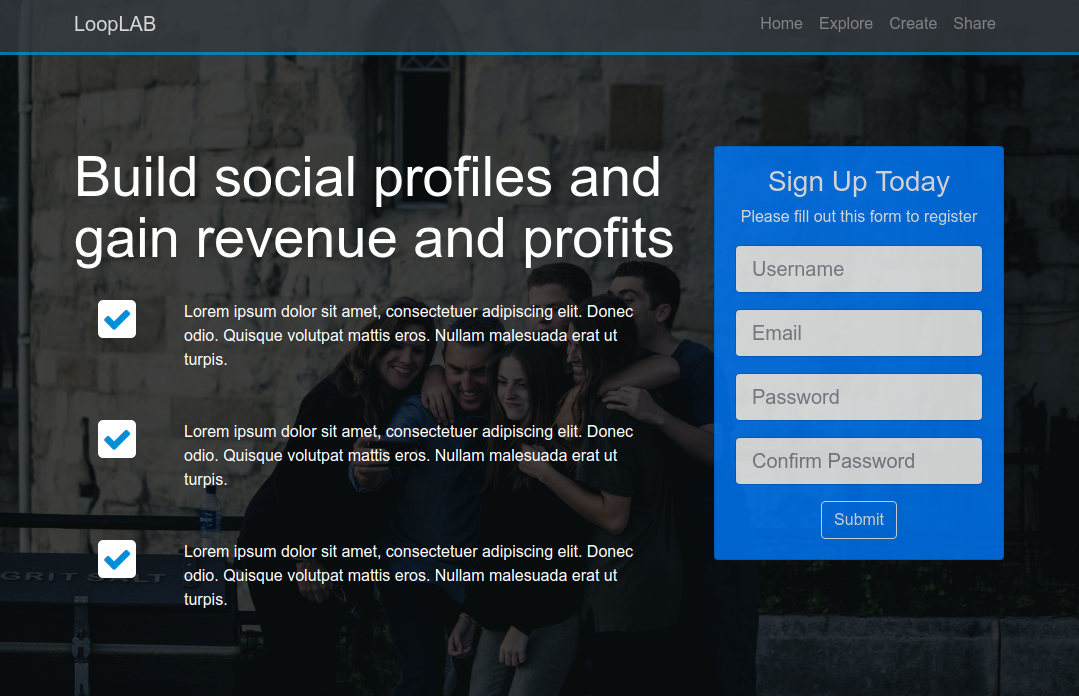 LoopLAB
Home Explore Create Share
Build social profiles and
gain revenue and profits
Lorem ipsum dolor sit amet, consectetuer adipiscing elit. Donec
odio. Quisque volutpat mattis eros. Nullam malesuada erat ut
turpis.
Lorem ipsum dolor sit amet, consectetuer adipiscing elit. Donec
odio. Quisque volutpat mattis eros. Nullam malesuada erat ut
turpis.
Lorem ipsum dolor sit amet, consectetuer adipiscing elit. Donec
odio. Quisque volutpat mattis eros. Nullam malesuada erat ut
turpis.
GRIT SALT
Sign Up Today
Please fill out this form to register
Username
Email
Password
Confirm Password
Submit